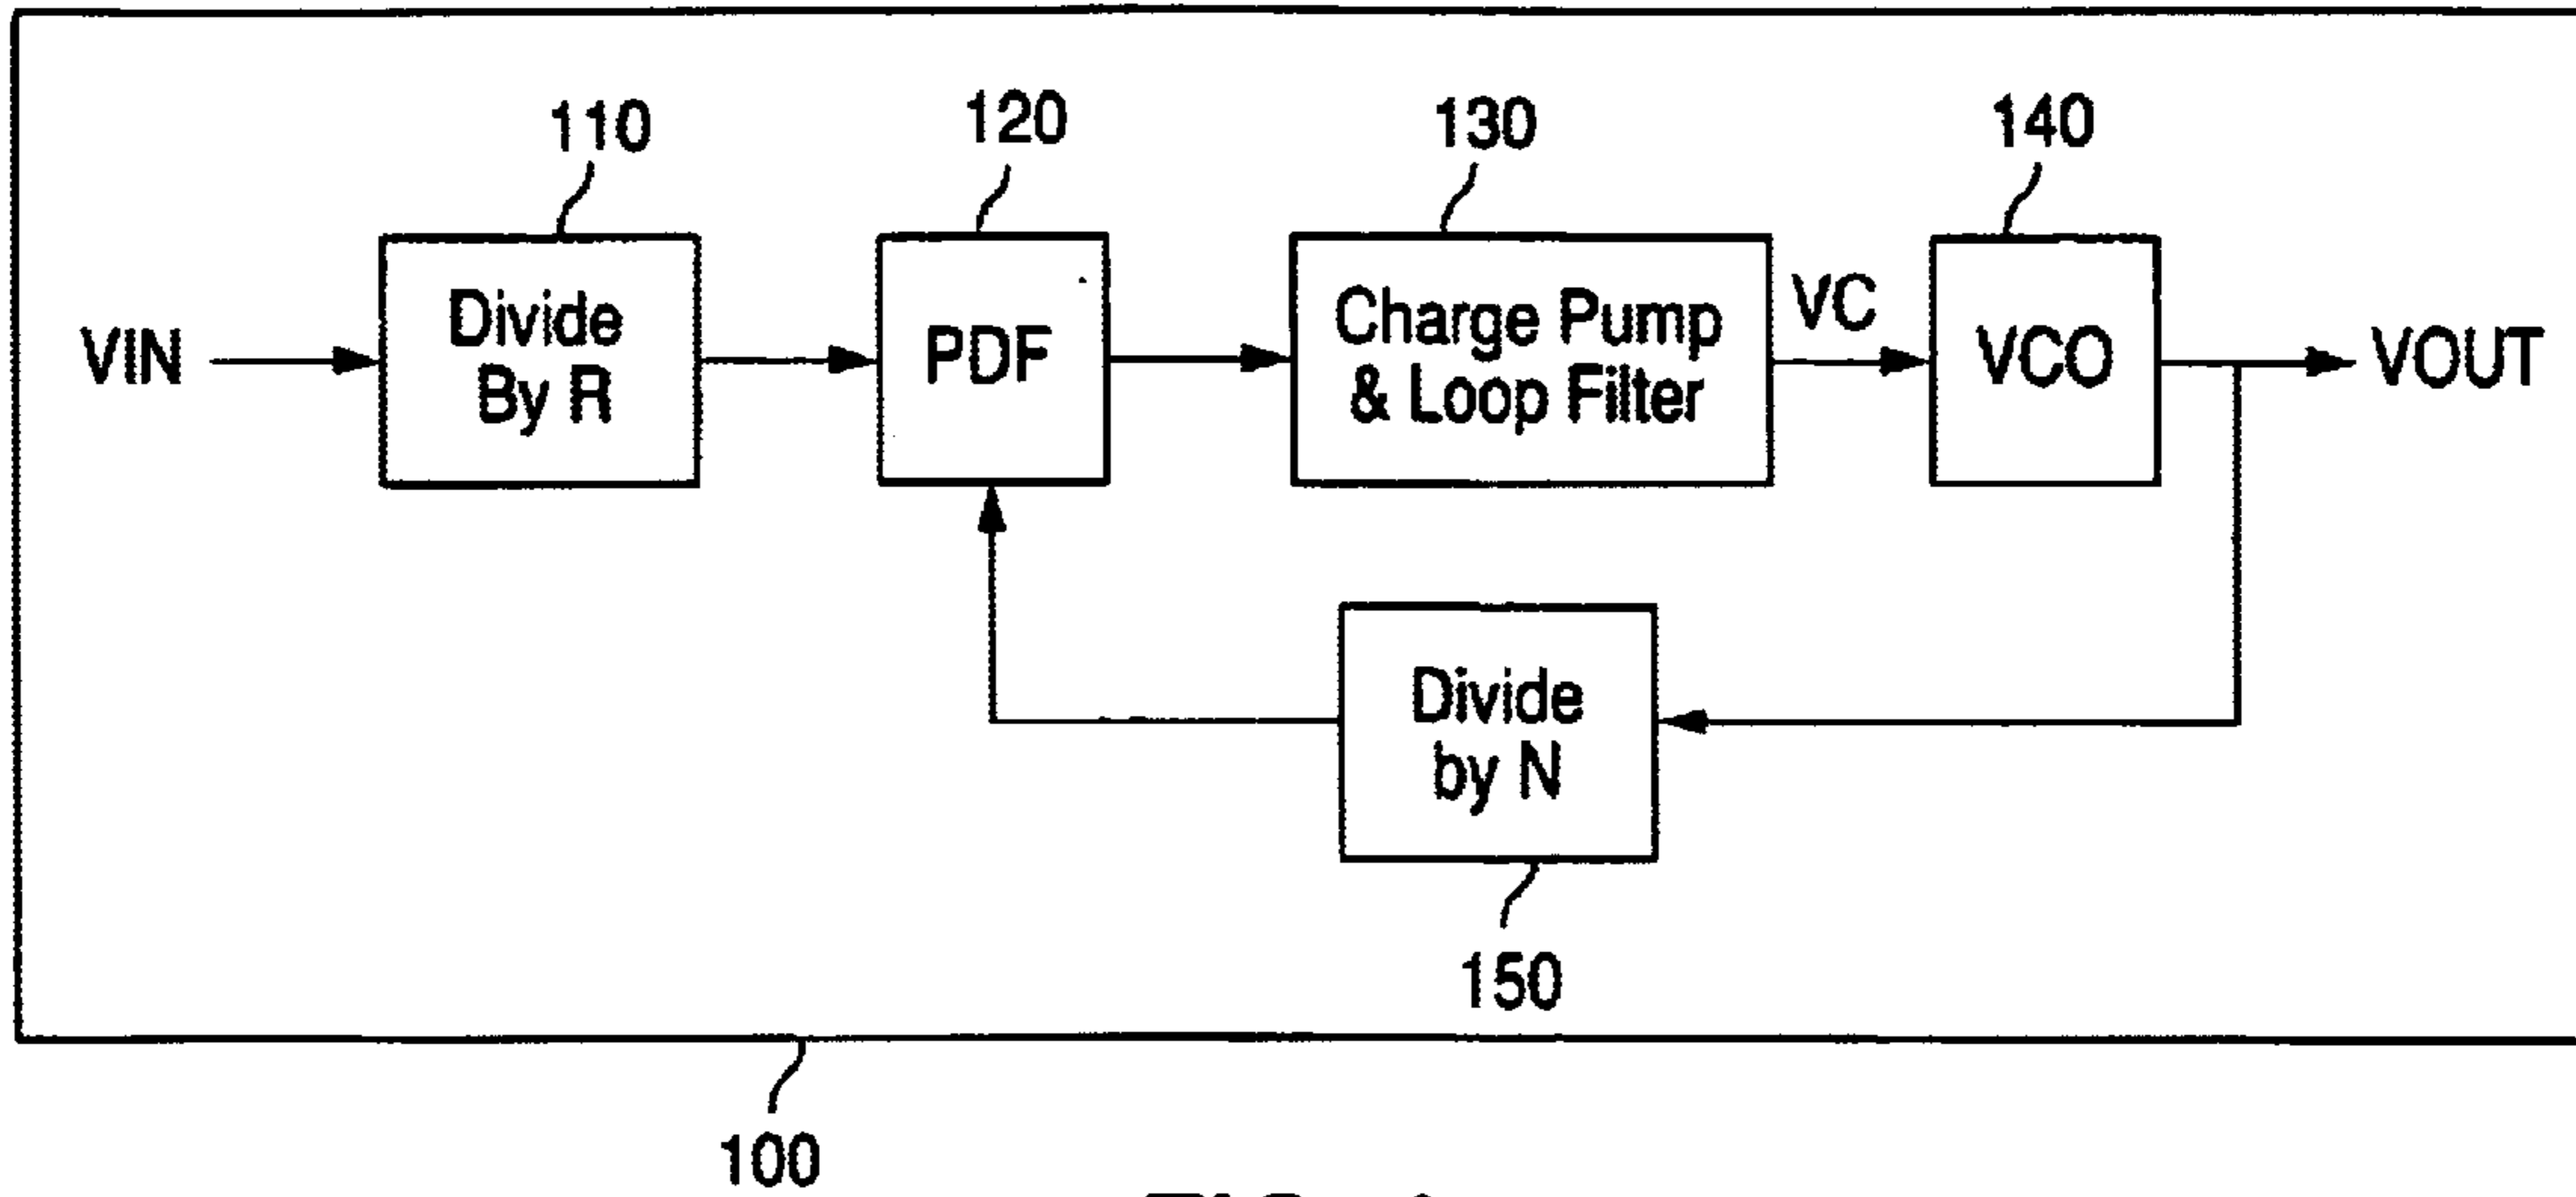 110
120
130
140
VIN
Divide
By R
PDF
Charge Pump
& Loop Filter
VC
VCO
VOUT
Divide
by N
150
100